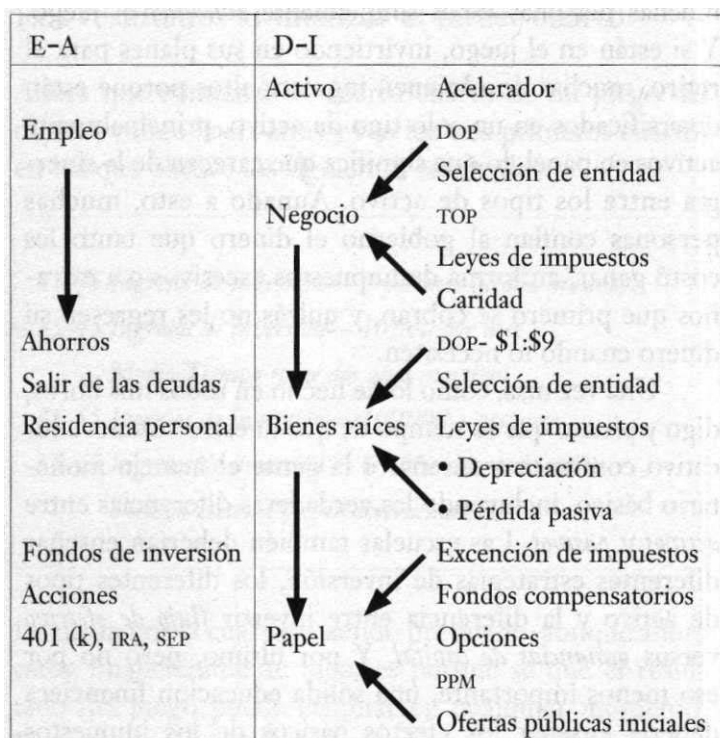 E-A D-I
Activo Acelerador
Empleo DOP
Selección de entidad
Negocio TOP
Leyes de impuestos
Caridad
Ahorros DOP- $1:$9
Salir de las deudas Selección de entidad
Residencia personal Bienes raíces Leyes de impuestos
• Depreciación
• Pérdida pasiva
Fondos de inversión Excención de impuestos
Acciones Fondos compensatorios
401 (k), IRA, SEP Papel Opciones
PPM
Ofertas públicas iniciales